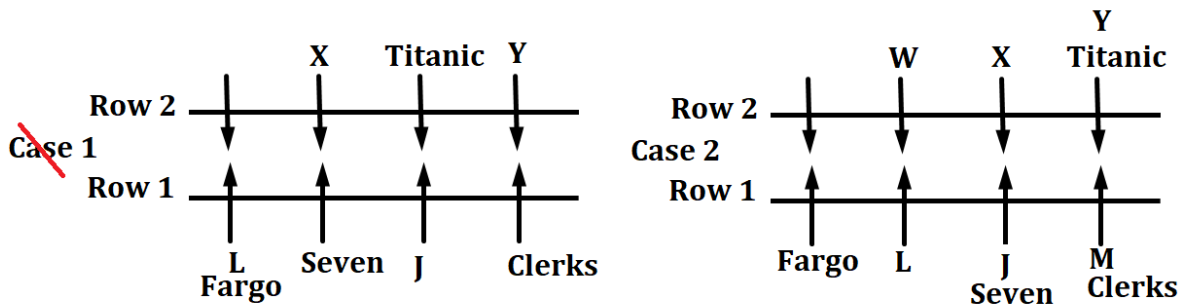 X Titanic Y
Row 2
Case 1
Row 1
L Seven J Clerks
Fargo
Y
W X Titanic
Row 2
Case 2
Row 1
Fargo L J M
Seven Clerks